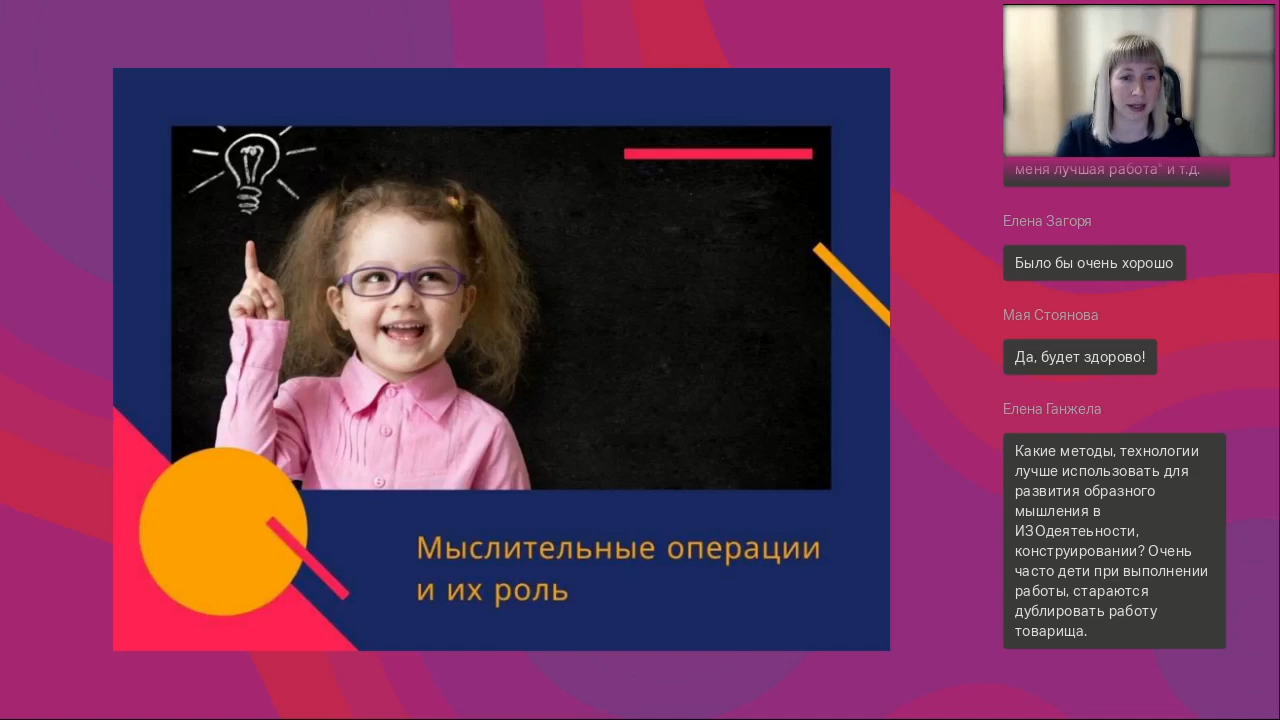 Мыслительные операции
и их роль
меня лучшая работа" и т.д.
Елена Загоря
Было бы очень хорошо
Мая Стоянова
Да, будет здорово!
Елена Ганжела
Какие методы, технологии
лучше использовать для
развития образного
мышления в
ИЗОдеятеьности,
конструировании? Очень
часто дети при выполнении
работы, стараются
дублировать работу
товарища.